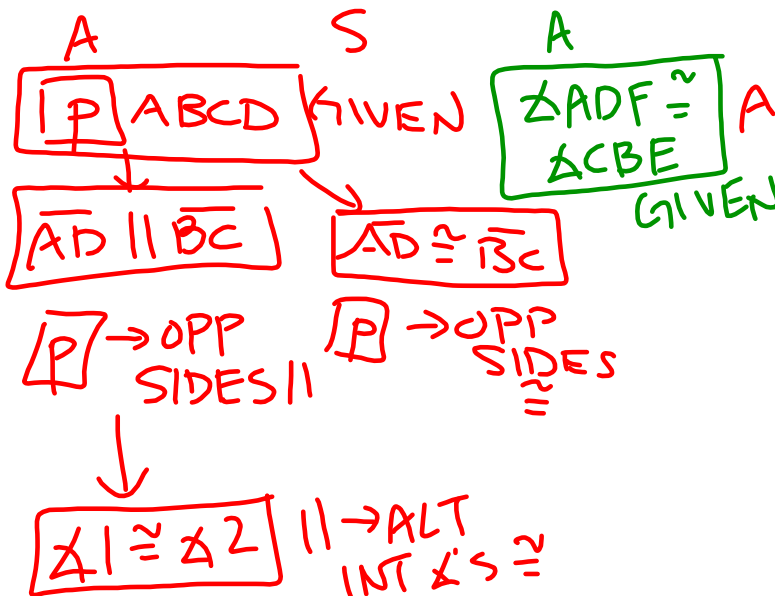 A S A
|P| ABCD GIVEN
∡ADF ≅ A
∡CBE
GIVEN
AD || BC
AD ≅ BC
P → OPP
SIDES ||
P → OPP
SIDES
≅
∡1 ≅ ∡2
|| → ALT
INT ∡'S ≅